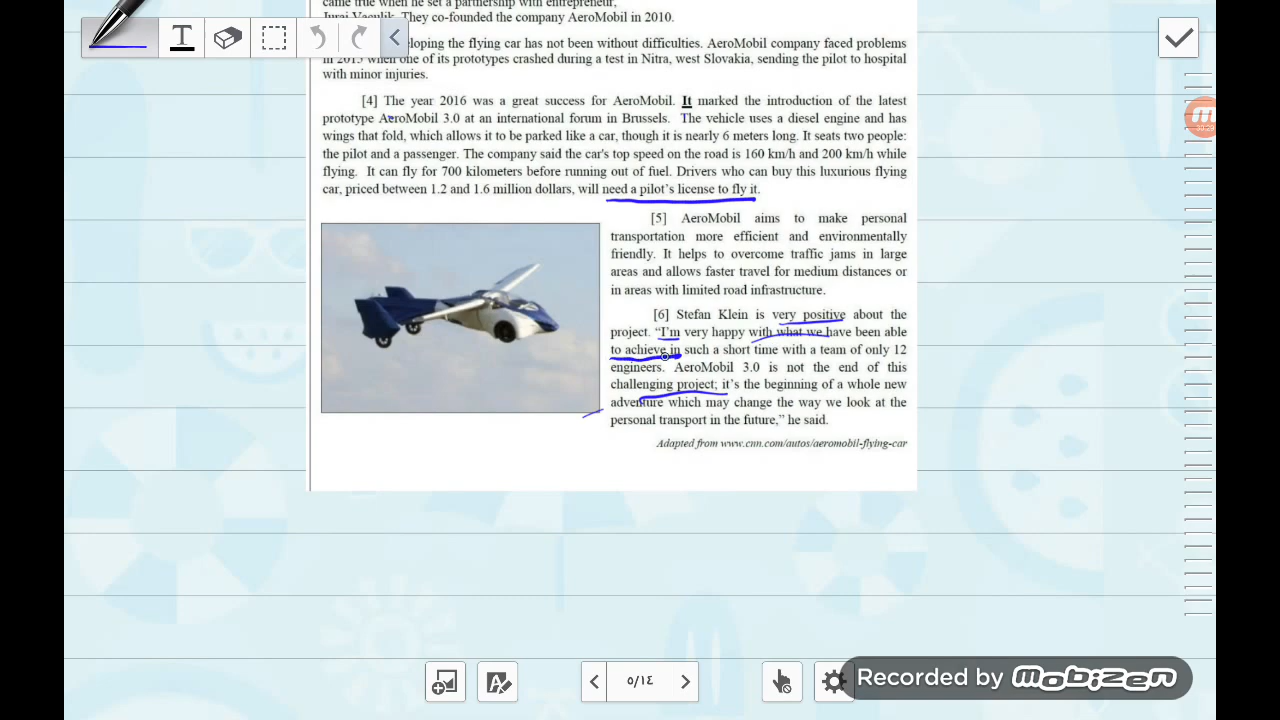 came true when he set a partnership with entrepreneur,
Juraj Vaculik. They co-founded the company AeroMobil in 2010.
the flying car has not been without difficulties. AeroMobil company faced problems
in 2015 when one of its prototypes crashed during a test in Nitra, west Slovakia, sending the pilot to hospital
with minor injuries.
[4] The year 2016 was a great success for AeroMobil. It marked the introduction of the latest
prototype AeroMobil 3.0 at an international forum in Brussels. The vehicle uses a diesel engine and has
wings that fold, which allows it to be parked like a car, though it is nearly 6 meters long. It seats two people:
the pilot and a passenger. The company said the car's top speed on the road is 160 km/h and 200 km/h while
flying. It can fly for 700 kilometers before running out of fuel. Drivers who can buy this luxurious flying
car, priced between 1.2 and 1.6 million dollars, will need a pilot's license to fly it.
[5] AeroMobil aims to make personal
transportation more efficient and environmentally
friendly. It helps to overcome traffic jams in large
areas and allows faster travel for medium distances or
in areas with limited road infrastructure.
[6] Stefan Klein is very positive about the
project. “I'm very happy with what we have been able
to achieve in such a short time with a team of only 12
engineers. AeroMobil 3.0 is not the end of this
challenging project; it's the beginning of a whole new
adventure which may change the way we look at the
personal transport in the future,” he said.
Adapted from www.cnn.com/autos/aeromobil-flying-car
٥/١٤
Recorded by mobizen